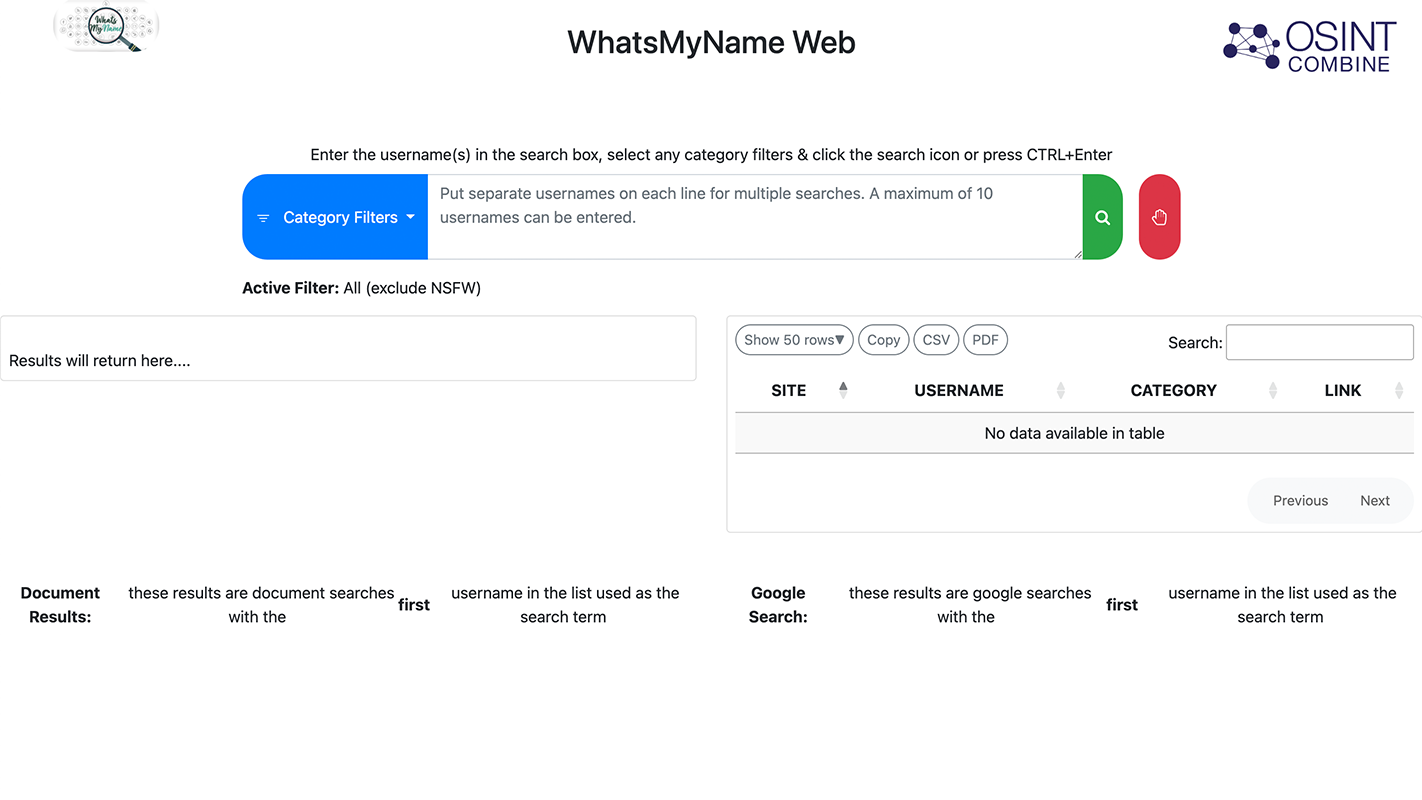 Whats
MyName
WhatsMyName Web
OSINT
COMBINE
Enter the username(s) in the search box, select any category filters & click the search icon or press CTRL+Enter
Category Filters
Put separate usernames on each line for multiple searches. A maximum of 10
usernames can be entered.
Active Filter: All (exclude NSFW)
Results will return here....
Show 50 rows▼ Copy CSV PDF
Search:
SITE USERNAME CATEGORY LINK
No data available in table
Previous Next
Document
Results:
these results are document searches
with the
first
username in the list used as the
search term
Google
Search:
these results are google searches
with the
first
username in the list used as the
search term